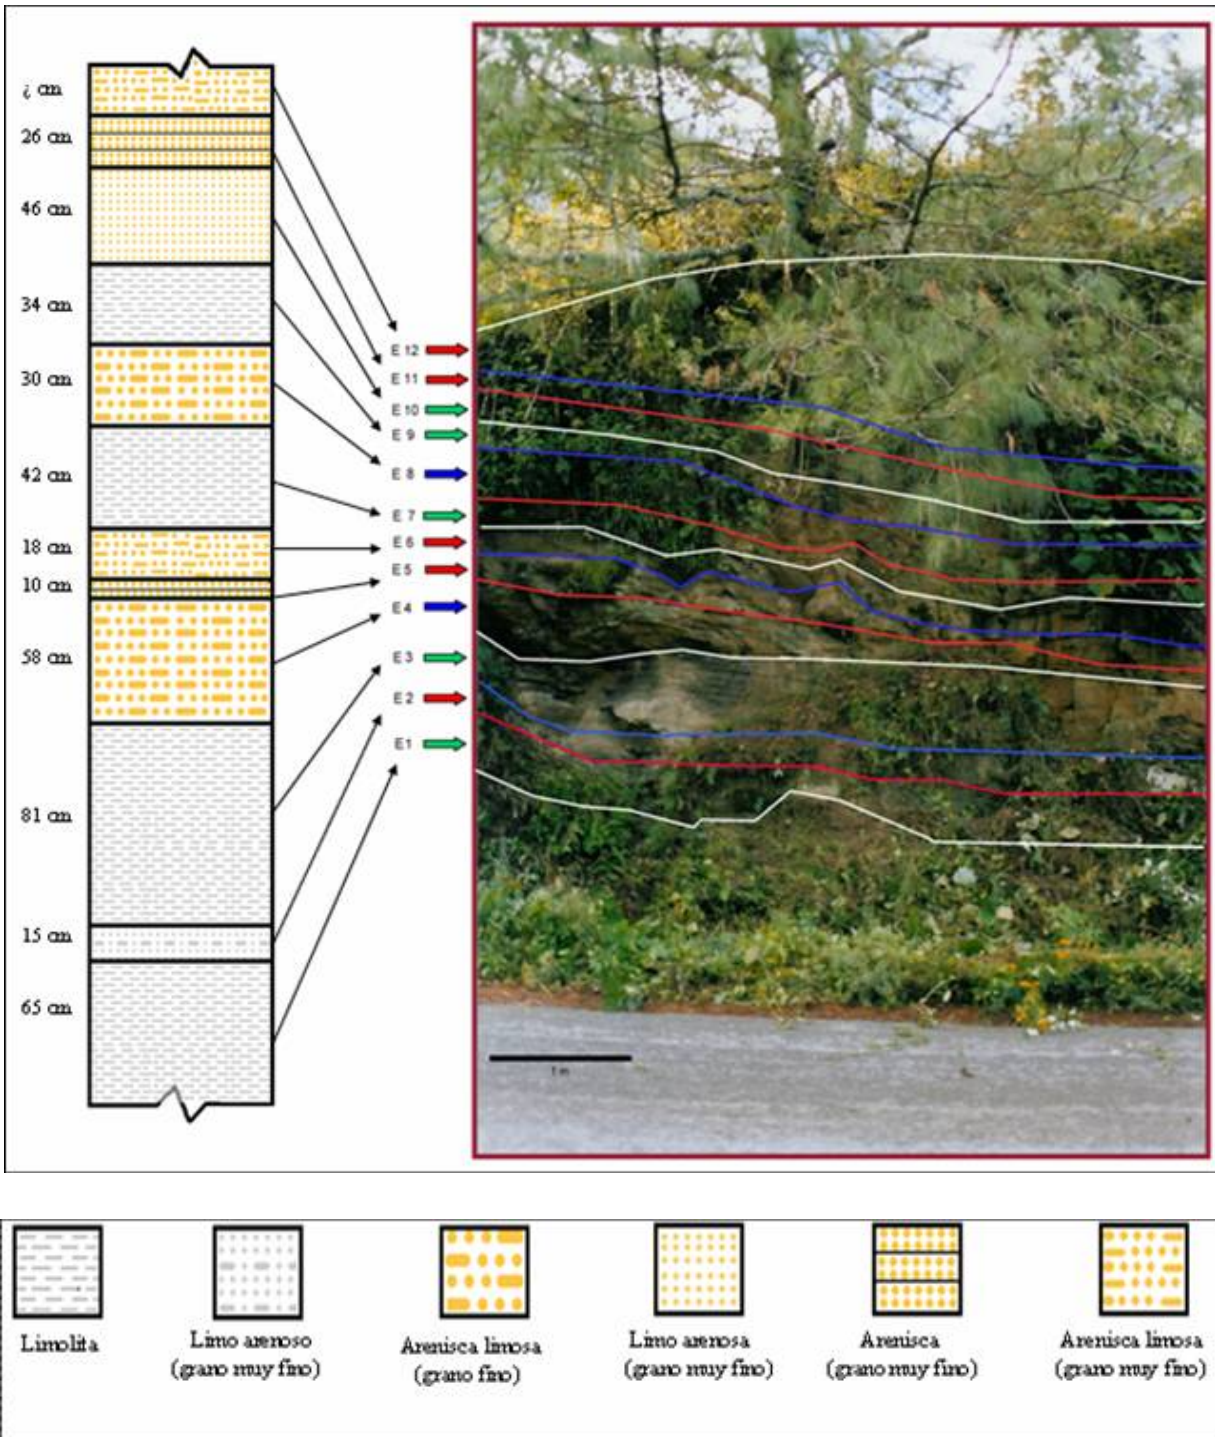 ¿ cm
26 cm
46 cm
34 cm
30 cm
42 cm
18 cm
10 cm
58 cm
81 cm
15 cm
65 cm
E 12
E 11
E 10
E 9
E 8
E 7
E 6
E 5
E 4
E 3
E 2
E1
1 m
Limolita
Limo arenoso
(grano muy fino)
Arenisca limosa
(grano fino)
Limo arenosa
(grano muy fino)
Arenisca
(grano muy fino)
Arenisca limosa
(grano muy fino)